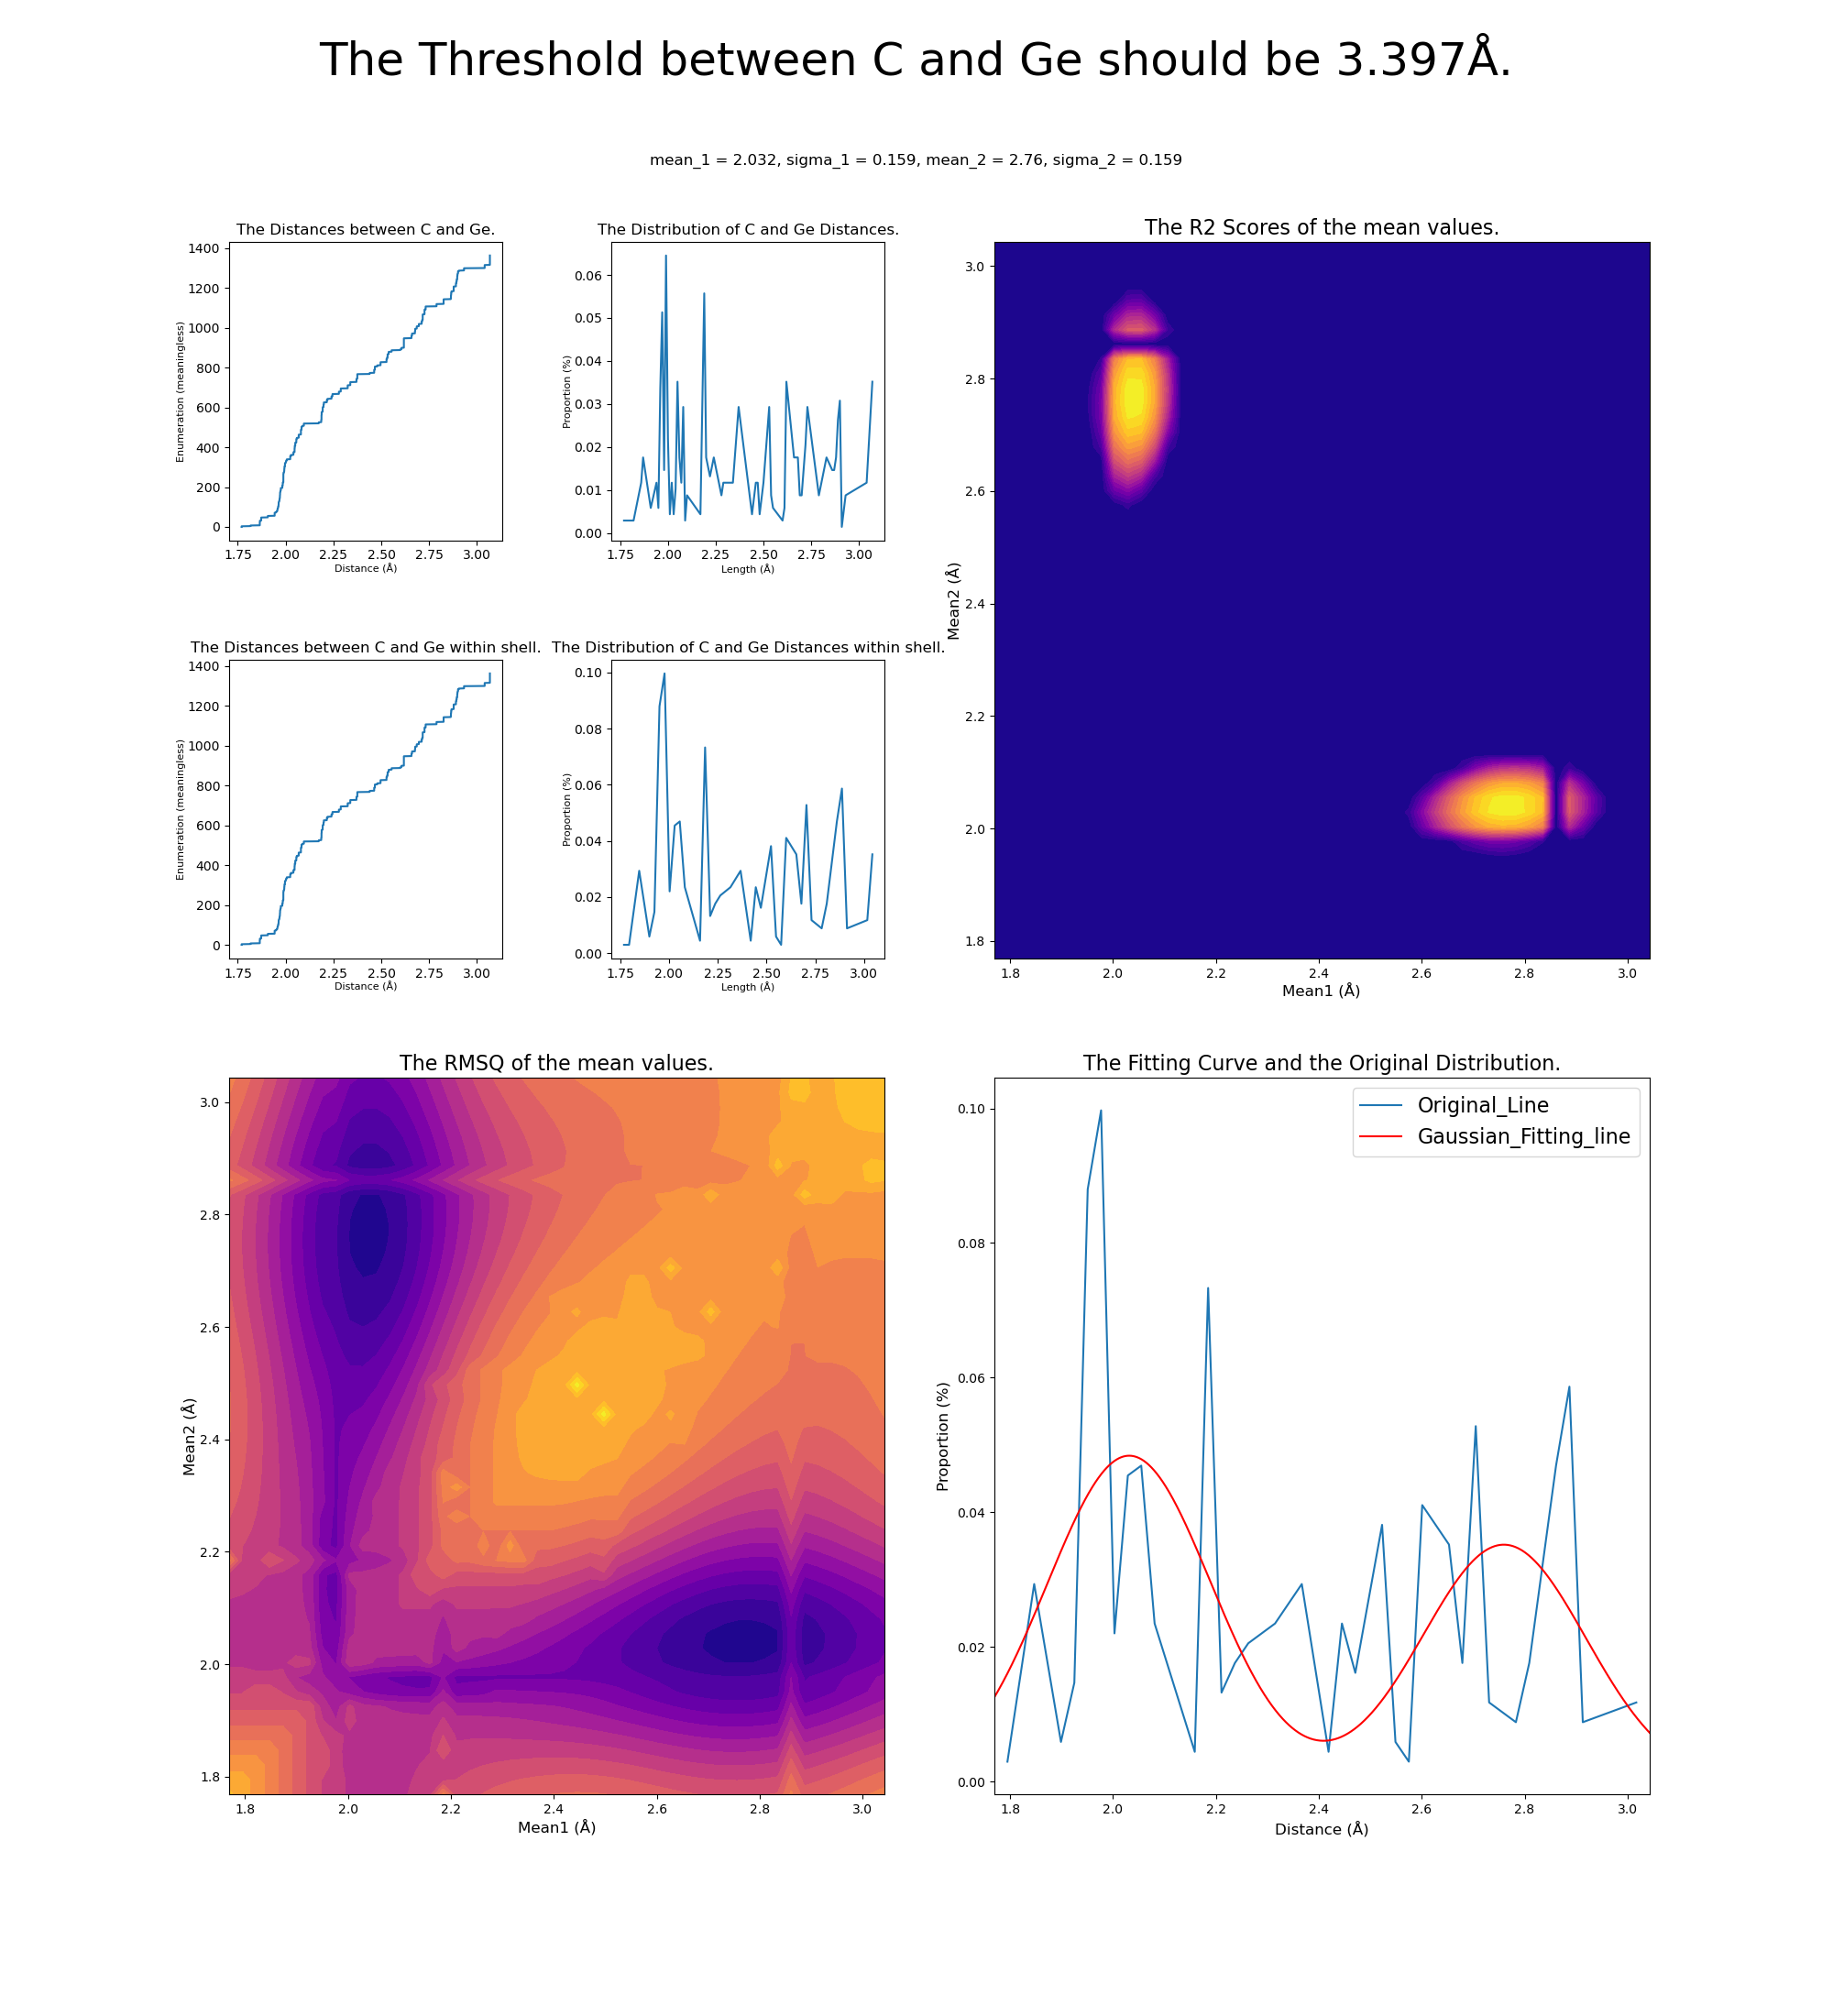 The Threshold between C and Ge should be 3.397Å.
mean_1 = 2.032, sigma_1 = 0.159, mean_2 = 2.76, sigma_2 = 0.159
The Distances between C and Ge.
Enumeration (meaningless)
1400
1200
1000
800
600
400
200
0
1.75 2.00 2.25 2.50 2.75 3.00
Distance (Å)
The Distribution of C and Ge Distances.
Proportion (%)
0.06
0.05
0.04
0.03
0.02
0.01
0.00
1.75 2.00 2.25 2.50 2.75 3.00
Length (Å)
The R2 Scores of the mean values.
Mean2 (Å)
3.0
2.8
2.6
2.4
2.2
2.0
1.8
1.8 2.0 2.2 2.4 2.6 2.8 3.0
Mean1 (Å)
The Distances between C and Ge within shell.
Enumeration (meaningless)
1400
1200
1000
800
600
400
200
0
1.75 2.00 2.25 2.50 2.75 3.00
Distance (Å)
The Distribution of C and Ge Distances within shell.
Proportion (%)
0.10
0.08
0.06
0.04
0.02
0.00
1.75 2.00 2.25 2.50 2.75 3.00
Length (Å)
The RMSQ of the mean values.
Mean2 (Å)
3.0
2.8
2.6
2.4
2.2
2.0
1.8
1.8 2.0 2.2 2.4 2.6 2.8 3.0
Mean1 (Å)
The Fitting Curve and the Original Distribution.
Original_Line
Gaussian_Fitting_line
Proportion (%)
0.10
0.08
0.06
0.04
0.02
0.00
1.8 2.0 2.2 2.4 2.6 2.8 3.0
Distance (Å)